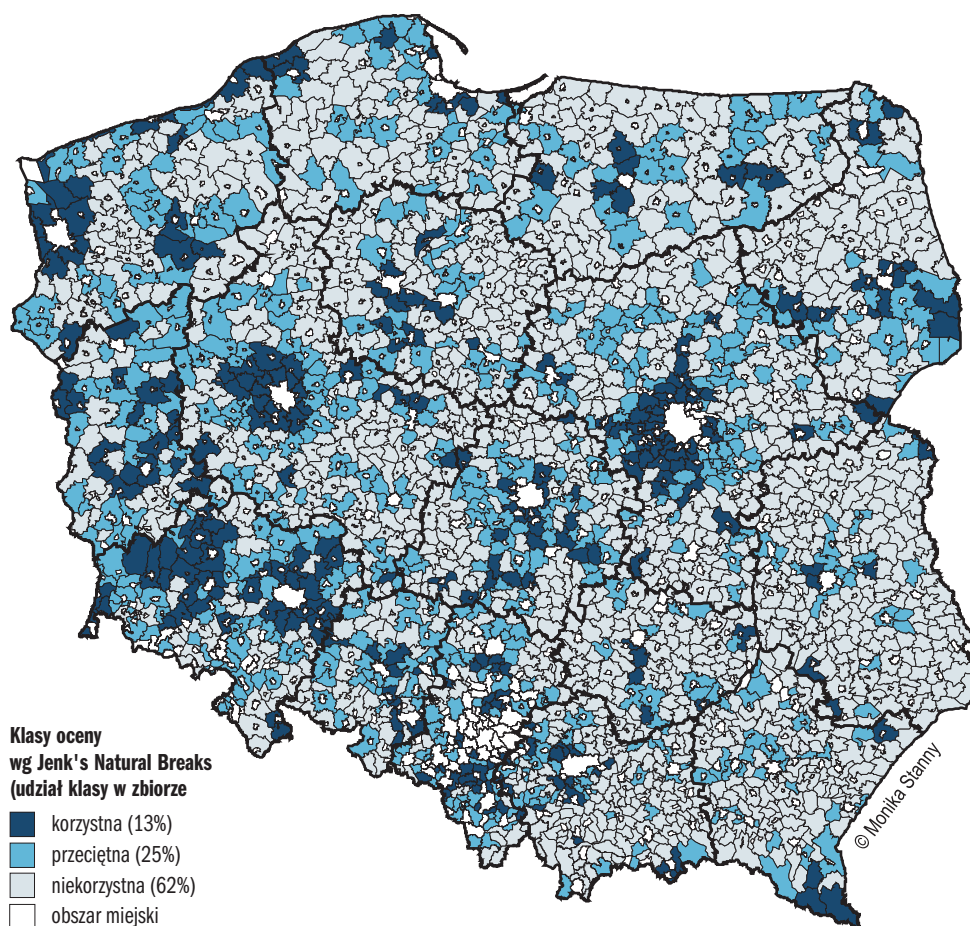 Klasy oceny
wg Jenk's Natural Breaks
(udział klasy w zbiorze
korzystna (13%)
przeciętna (25%)
niekorzystna (62%)
obszar miejski
© Monika Stanny